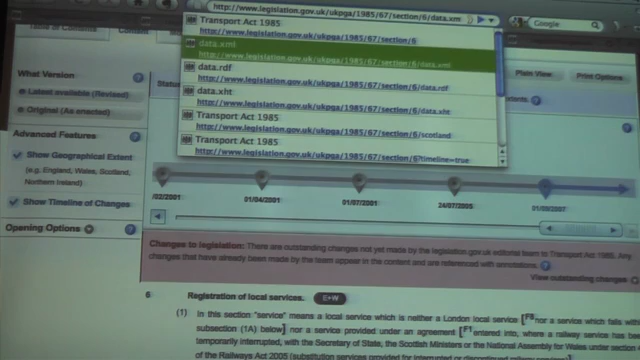 http://www.legislation.gov.uk/ukpga/1985/67/section/6/data.xm
Google
Table of Contents
Content
Transport Act 1985
http://www.legislation.gov.uk/ukpga/1985/67/section/6
data.xml
http://www.legislation.gov.uk/ukpga/1985/67/section/6/data.xml
data.rdf
http://www.legislation.gov.uk/ukpga/1985/67/section/6/data.rdf
data.xht
http://www.legislation.gov.uk/ukpga/1985/67/section/6/data.xht
Transport Act 1985
http://www.legislation.gov.uk/ukpga/1985/67/section/6/scotland
Transport Act 1985
http://www.legislation.gov.uk/ukpga/1985/67/section/6?timeline=true
Plain View
Print Options
What Version
Latest available (Revised)
Original (As enacted)
Status
Advanced Features
Show Geographical Extent
(e.g. England, Wales, Scotland,
Northern Ireland)
Show Timeline of Changes
Opening Options
/02/2001
01/04/2001
01/07/2001
24/07/2005
Changes to legislation: There are outstanding changes not yet made by the legislation.gov.uk editorial team to Transport Act 1985. Any
changes that have already been made by the team appear in the content and are referenced with annotations.
View outstanding changes
6 Registration of local services. E+W
(1) In this section "service" means a local service which is neither a London local service [F5nor a service which falls with
subsection (1A) below] nor a service provided under an agreement [F1 entered into, where a railway service has be
temporarily interrupted, with the Secretary of State, the Scottish Ministers or the National Assembly for Wales under section
of the Railways Act 2005 (substitution services provided for interrupted or discontinued